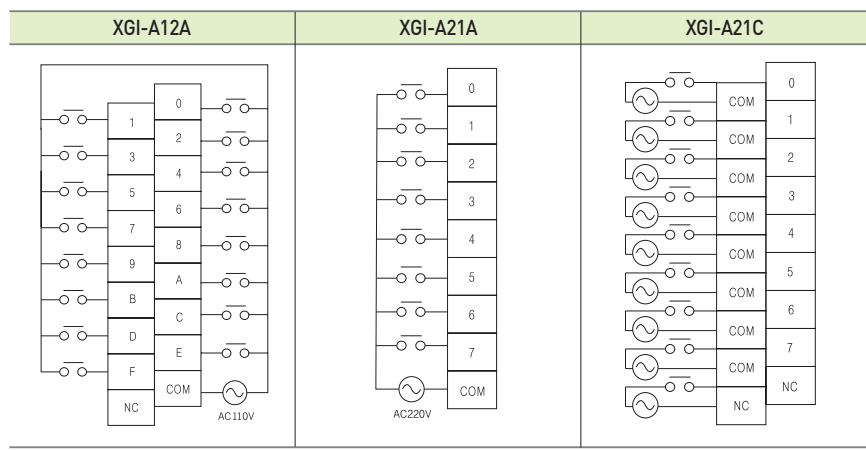 XGI-A12A XGI-A21A XGI-A21C
0
1
2
3
4
5
6
7
8
9
A
B
C
D
E
F
COM
NC
AC110V
0
1
2
3
4
5
6
7
COM
AC220V
0
COM
1
COM
2
COM
3
COM
4
COM
5
COM
6
COM
7
COM
NC
NC